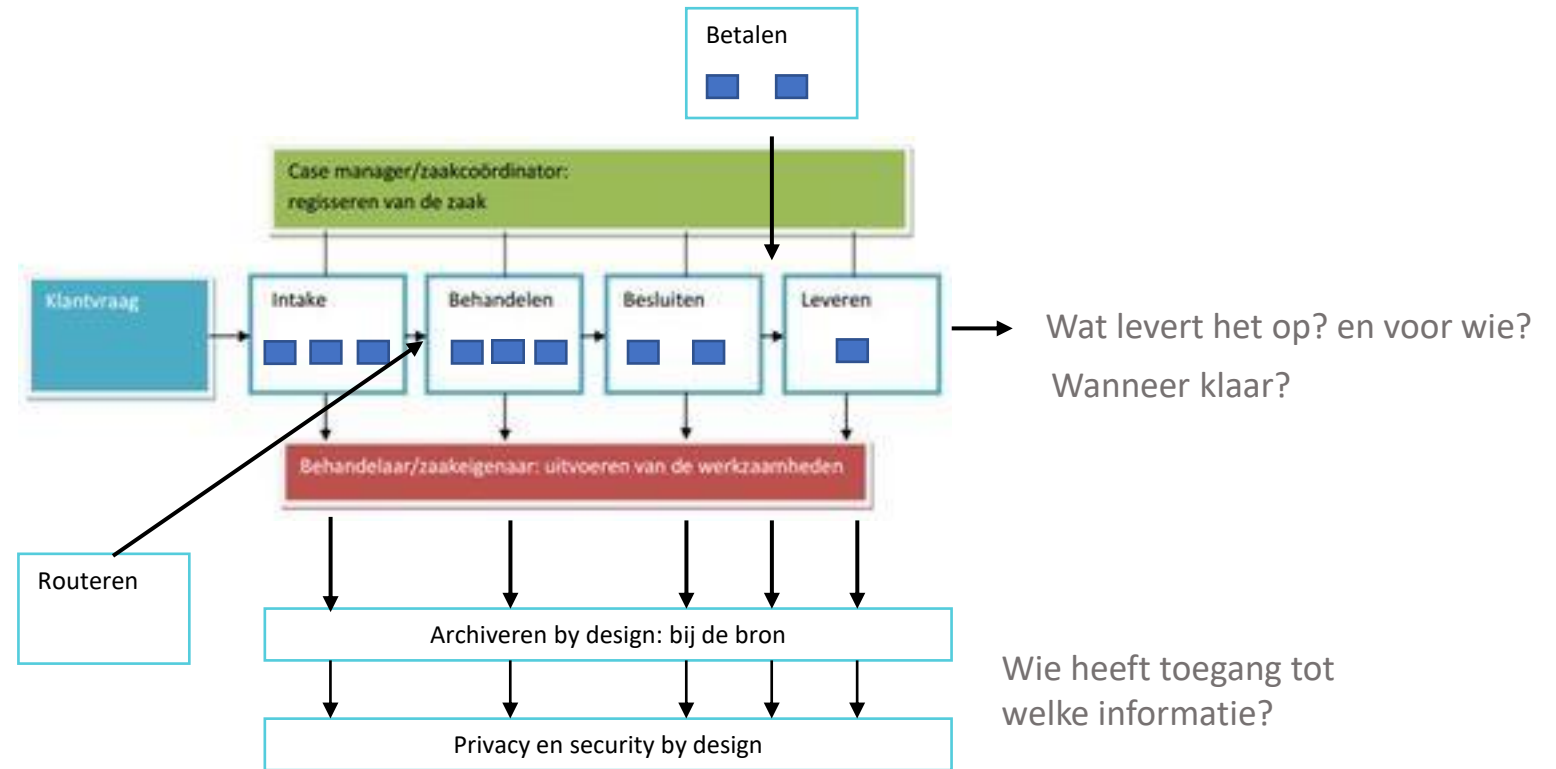 Betalen
Case manager/zaakcoördinator:
regisseren van de zaak
Klantvraag
Intake
Behandelen
Besluiten
Leveren
Wat levert het op? en voor wie?
Wanneer klaar?
Behandelaar/zaakeigenaar: uitvoeren van de werkzaamheden
Routeren
Archiveren by design: bij de bron
Wie heeft toegang tot
welke informatie?
Privacy en security by design